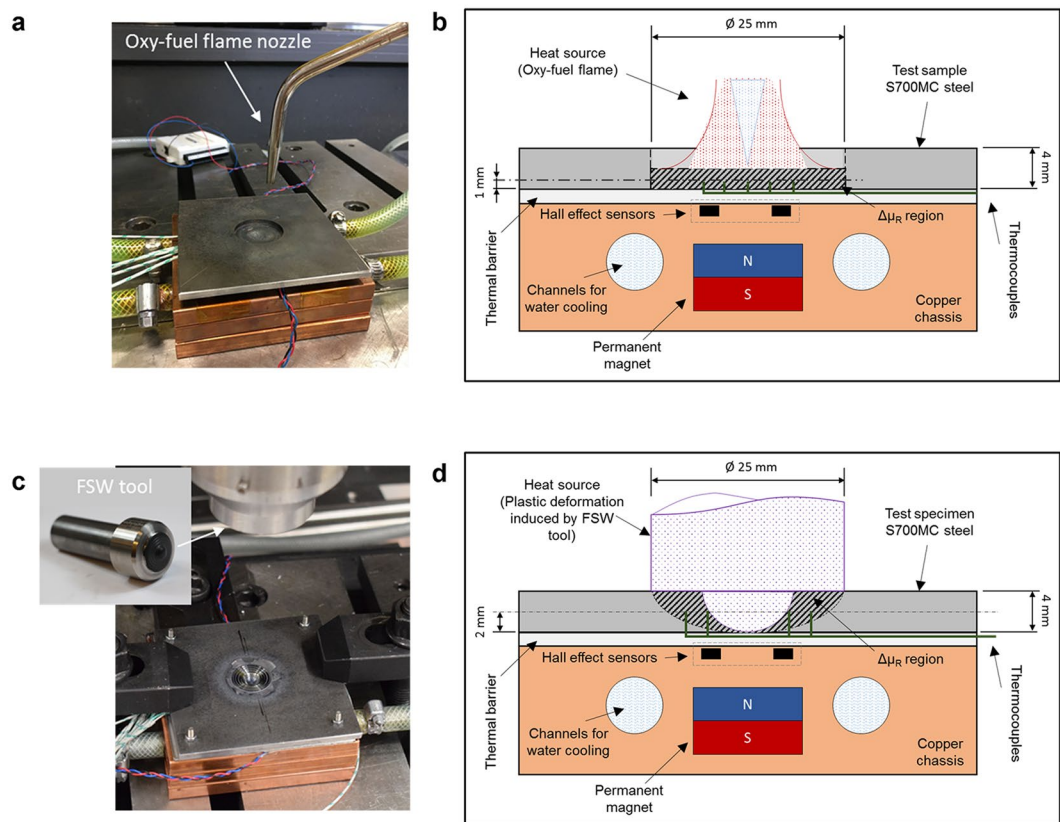 a
Oxy-fuel flame nozzle
b
Ø 25 mm
Heat source
(Oxy-fuel flame)
Test sample
S700MC steel
4 mm
1 mm
Hall effect sensors
ΔμR region
Thermal barrier
Channels for
water cooling
N
S
Thermocouples
Copper
chassis
Permanent
magnet
c
FSW tool
d
Ø 25 mm
Heat source
(Plastic deformation
induced by FSW
tool)
Test specimen
S700MC steel
4 mm
2 mm
Hall effect sensors
ΔμR region
Thermal barrier
Channels for
water cooling
N
S
Thermocouples
Copper
chassis
Permanent
magnet